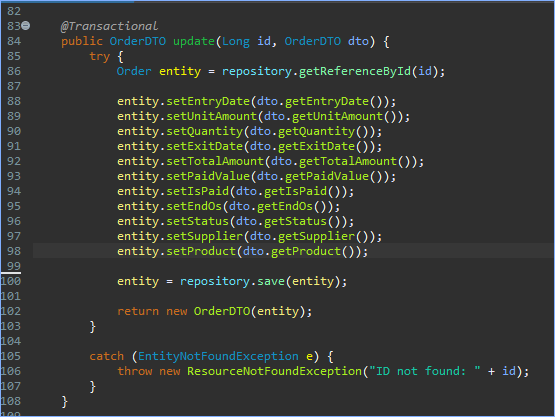 82
83 @Transactional
84 public OrderDTO update(Long id, OrderDTO dto) {
85 try {
86 Order entity = repository.getReferenceById(id);
87
88 entity.setEntryDate(dto.getEntryDate());
89 entity.setUnitAmount(dto.getUnitAmount());
90 entity.setQuantity(dto.getQuantity());
91 entity.setExitDate(dto.getExitDate());
92 entity.setTotalAmount(dto.getTotalAmount());
93 entity.setPaidValue(dto.getPaidValue());
94 entity.setIsPaid(dto.getIsPaid());
95 entity.setEndOs(dto.getEndOs());
96 entity.setStatus(dto.getStatus());
97 entity.setSupplier(dto.getSupplier());
98 entity.setProduct(dto.getProduct());
99
100 entity = repository.save(entity);
101
102 return new OrderDTO(entity);
103 }
104
105 catch (EntityNotFoundException e) {
106 throw new ResourceNotFoundException("ID not found: " + id);
107 }
108 }
109